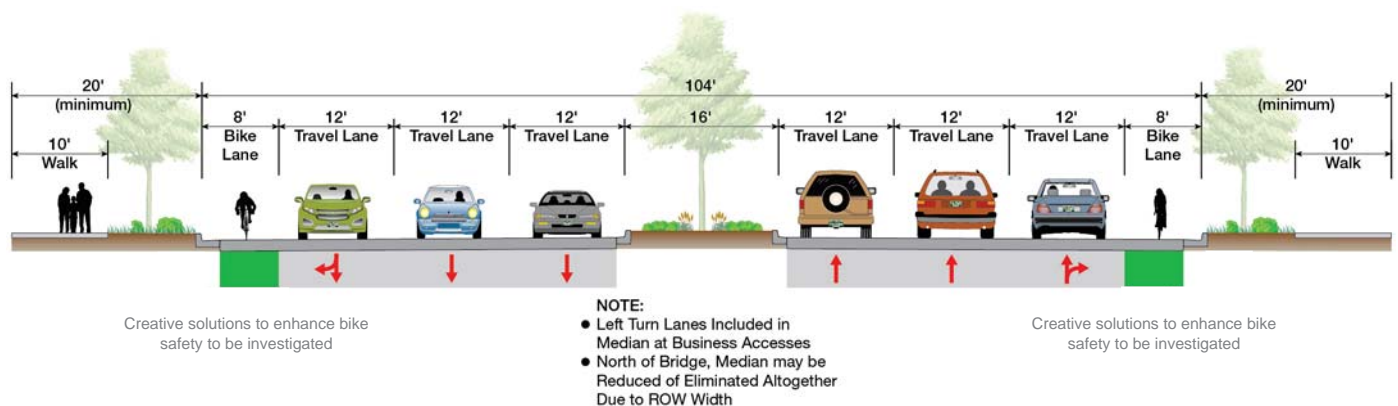 20'
(minimum)
104'
20'
(minimum)
8'
Bike
Lane
12'
Travel Lane
12'
Travel Lane
12'
Travel Lane
16'
12'
Travel Lane
12'
Travel Lane
12'
Travel Lane
8'
Bike
Lane
10'
Walk
10'
Walk
Creative solutions to enhance bike
safety to be investigated
NOTE:
● Left Turn Lanes Included in
Median at Business Accesses
● North of Bridge, Median may be
Reduced of Eliminated Altogether
Due to ROW Width
Creative solutions to enhance bike
safety to be investigated